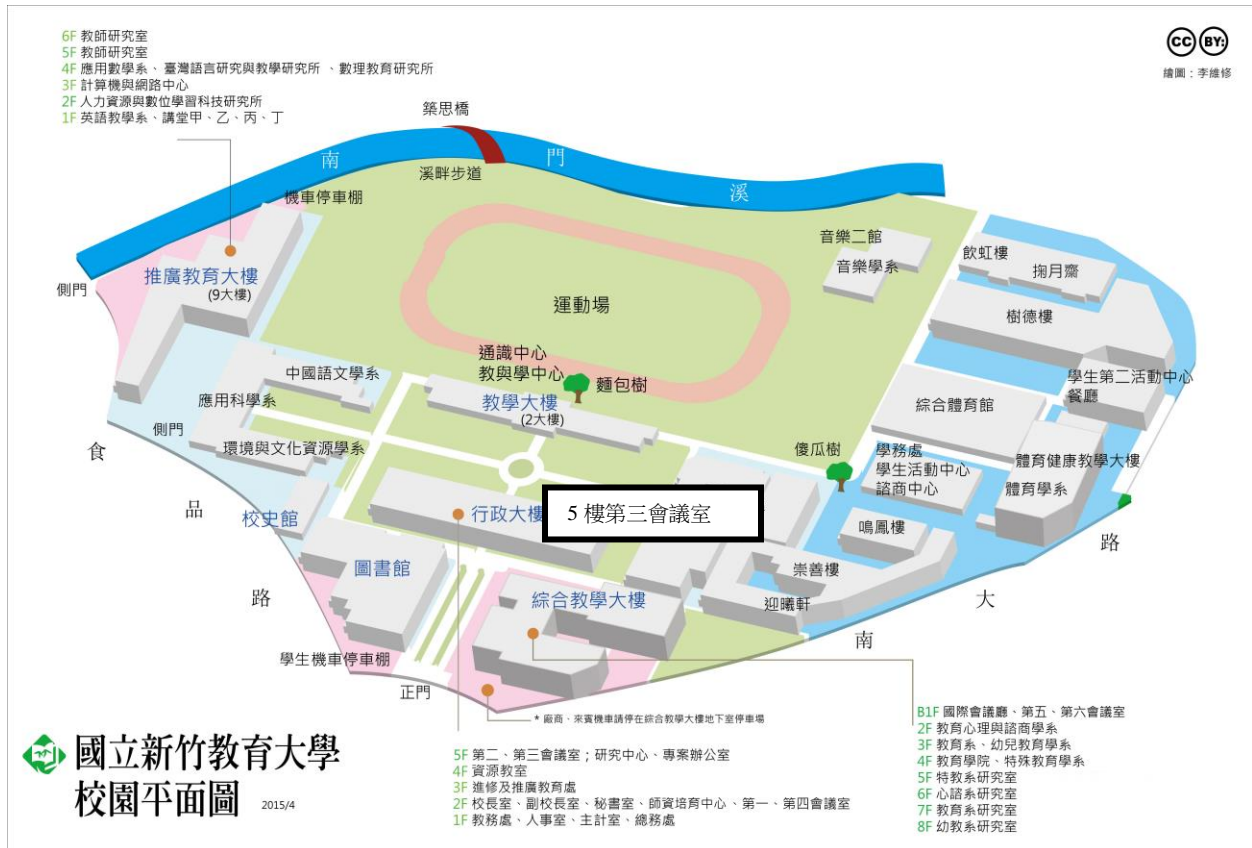 6F 教師研究室
5F 教師研究室
4F 應用數學系、臺灣語言研究與教學研究所 、數理教育研究所
3F 計算機與網路中心
2F 人力資源與數位學習科技研究所
1F 英語教學系、講堂甲、乙、丙、丁
CC BY:
繪圖：李維修
築思橋
南
門
溪
溪畔步道
機車停車棚
側門
推廣教育大樓
(9大樓)
音樂二館
音樂學系
飲虹樓
掬月齋
樹德樓
運動場
通識中心
教與學中心
麵包樹
教學大樓
(2大樓)
中國語文學系
應用科學系
側門
環境與文化資源學系
學生第二活動中心
餐廳
綜合體育館
傻瓜樹
學務處
學生活動中心
諮商中心
體育健康教學大樓
體育學系
食
品
路
校史館
行政大樓
5 樓第三會議室
鳴鳳樓
圖書館
綜合教學大樓
崇善樓
迎曦軒
路
大
南
學生機車停車棚
正門
* 廠商、來賓機車請停在綜合教學大樓地下室停車場
國立新竹教育大學
校園平面圖 2015/4
5F 第二、第三會議室；研究中心、專案辦公室
4F 資源教室
3F 進修及推廣教育處
2F 校長室、副校長室、秘書室、師資培育中心、第一、第四會議室
1F 教務處、人事室、主計室、總務處
B1F 國際會議廳、第五、第六會議室
2F 教育心理與諮商學系
3F 教育系、幼兒教育學系
4F 教育學院、特殊教育學系
5F 特教系研究室
6F 心諮系研究室
7F 教育系研究室
8F 幼教系研究室